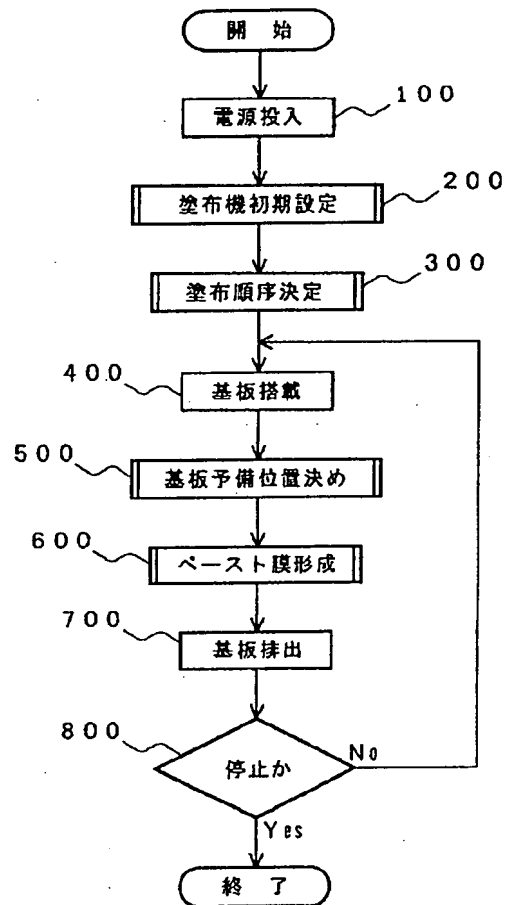 開 始
100
電源投入
200
塗布機初期設定
300
塗布順序決定
400
基板搭載
500
基板予備位置決め
600
ペースト膜形成
700
基板排出
800
停止か
No
Yes
終 了